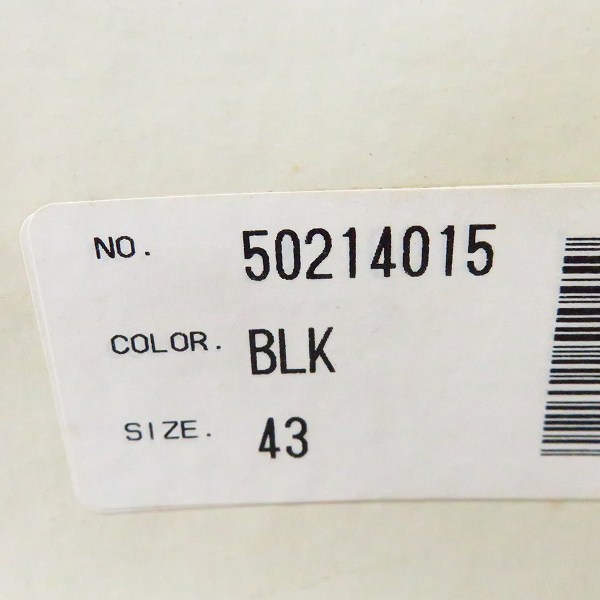 NO. 50214015
COLOR. BLK
SIZE. 43